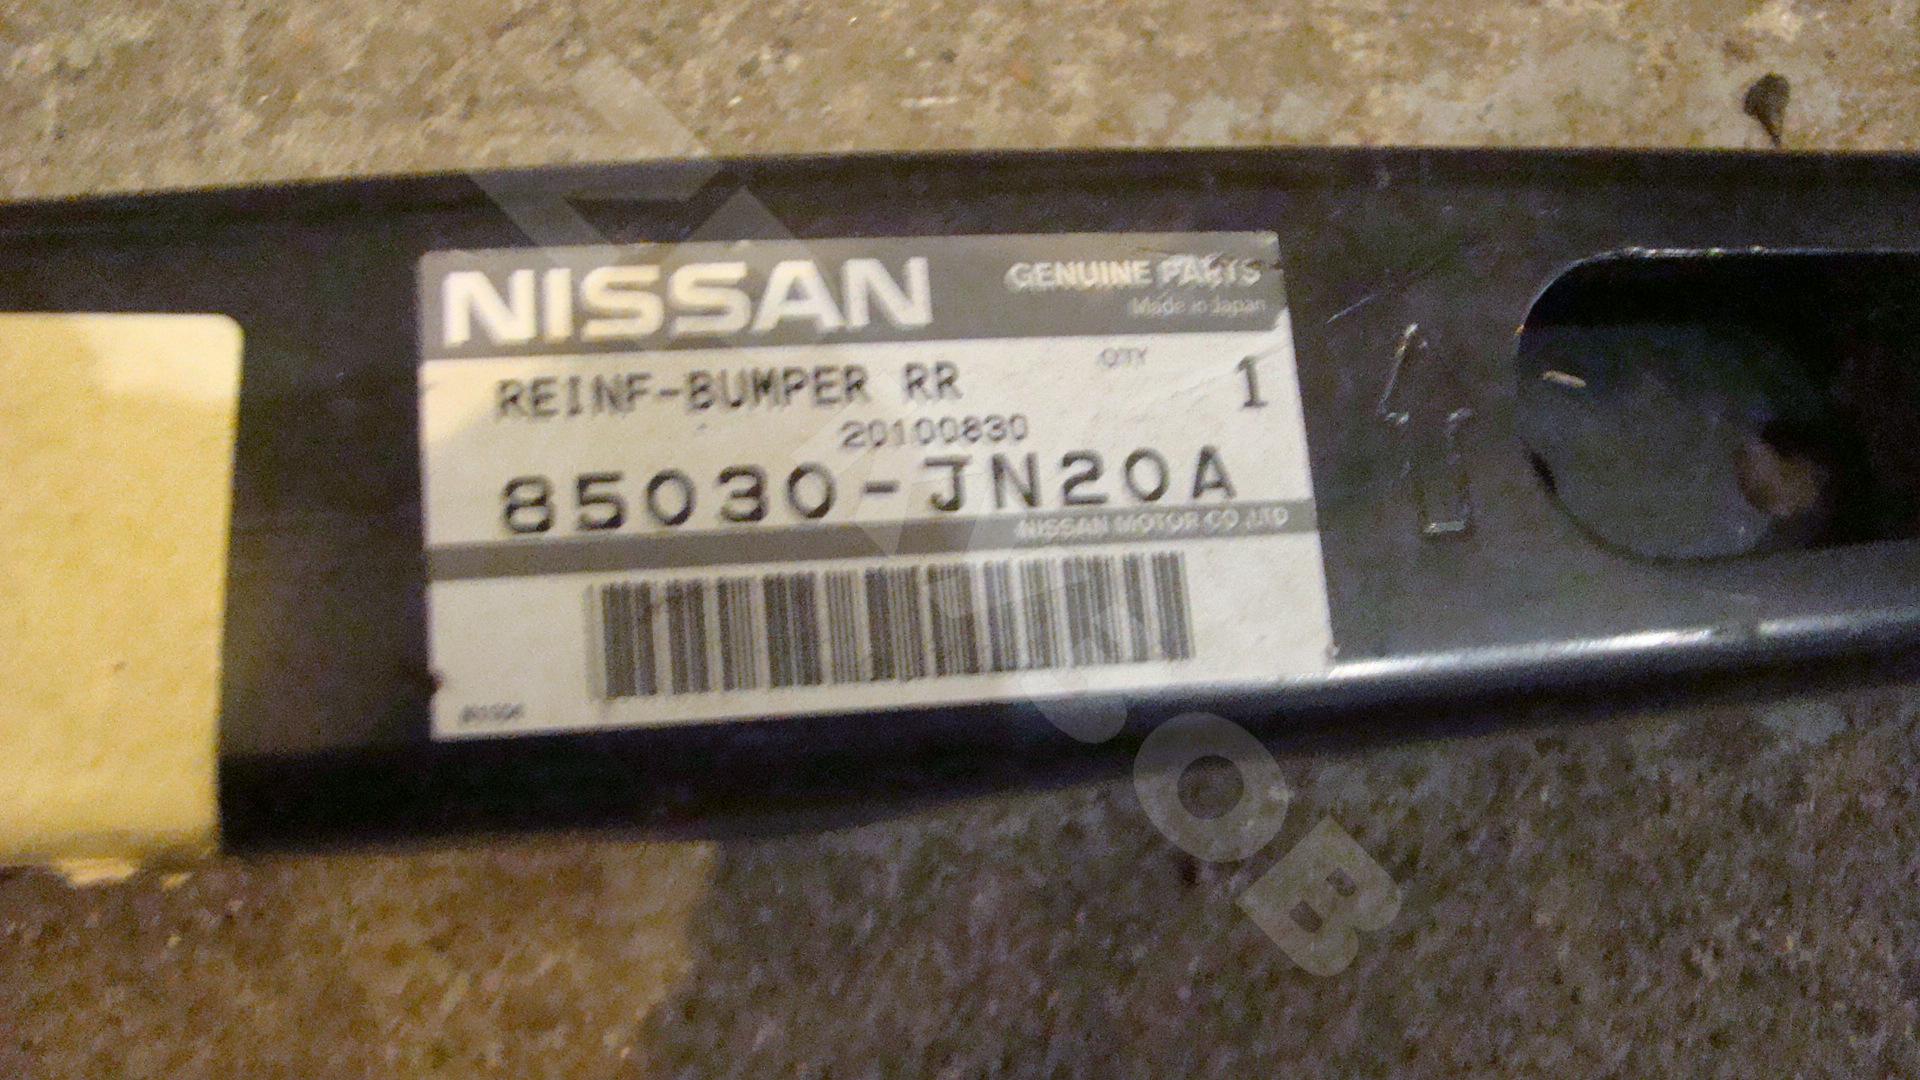 NISSAN
GENUINE PARTS
Made in Japan
REINF-BUMPER RR
QTY
1
20100830
85030-JN20A
NISSAN MOTOR CO.,LTD